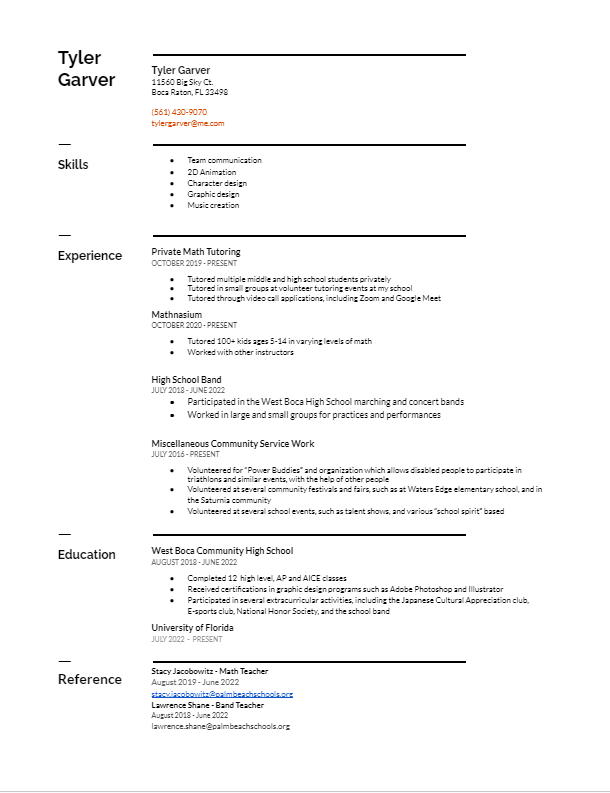 Tyler
Garver
Tyler Garver
11560 Big Sky Ct.
Boca Raton, FL 33498
(561) 430-9070
tylergarver@me.com
Skills
● Team communication
● 2D Animation
● Character design
● Graphic design
● Music creation
Experience
Private Math Tutoring
OCTOBER 2019 - PRESENT
● Tutored multiple middle and high school students privately
● Tutored in small groups at volunteer tutoring events at my school
● Tutored through video call applications, including Zoom and Google Meet
Mathnasium
OCTOBER 2020 - PRESENT
● Tutored 100+ kids ages 5-14 in varying levels of math
● Worked with other instructors
High School Band
JULY 2018 - JUNE 2022
● Participated in the West Boca High School marching and concert bands
● Worked in large and small groups for practices and performances
Miscellaneous Community Service Work
JULY 2016 - PRESENT
● Volunteered for “Power Buddies” and organization which allows disabled people to participate in
triathlons and similar events, with the help of other people
● Volunteered at several community festivals and fairs, such as at Waters Edge elementary school, and in
the Saturnia community
● Volunteered at several school events, such as talent shows, and various “school spirit” based
Education
West Boca Community High School
AUGUST 2018 - JUNE 2022
● Completed 12 high level, AP and AICE classes
● Received certifications in graphic design programs such as Adobe Photoshop and Illustrator
● Participated in several extracurricular activities, including the Japanese Cultural Appreciation club,
E-sports club, National Honor Society, and the school band
University of Florida
JULY 2022 - PRESENT
Reference
Stacy Jacobowitz - Math Teacher
August 2019 - June 2022
stacy.jacobowitz@palmbeachschools.org
Lawrence Shane - Band Teacher
August 2018 - June 2022
lawrence.shane@palmbeachschools.org